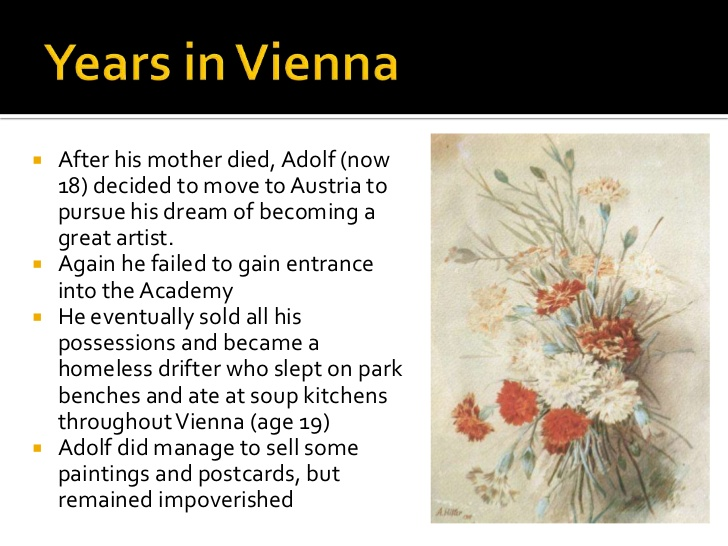 Years in Vienna
After his mother died, Adolf (now
18) decided to move to Austria to
pursue his dream of becoming a
great artist.
Again he failed to gain entrance
into the Academy
He eventually sold all his
possessions and became a
homeless drifter who slept on park
benches and ate at soup kitchens
throughout Vienna (age 19)
Adolf did manage to sell some
paintings and postcards, but
remained impoverished
A. Hitler